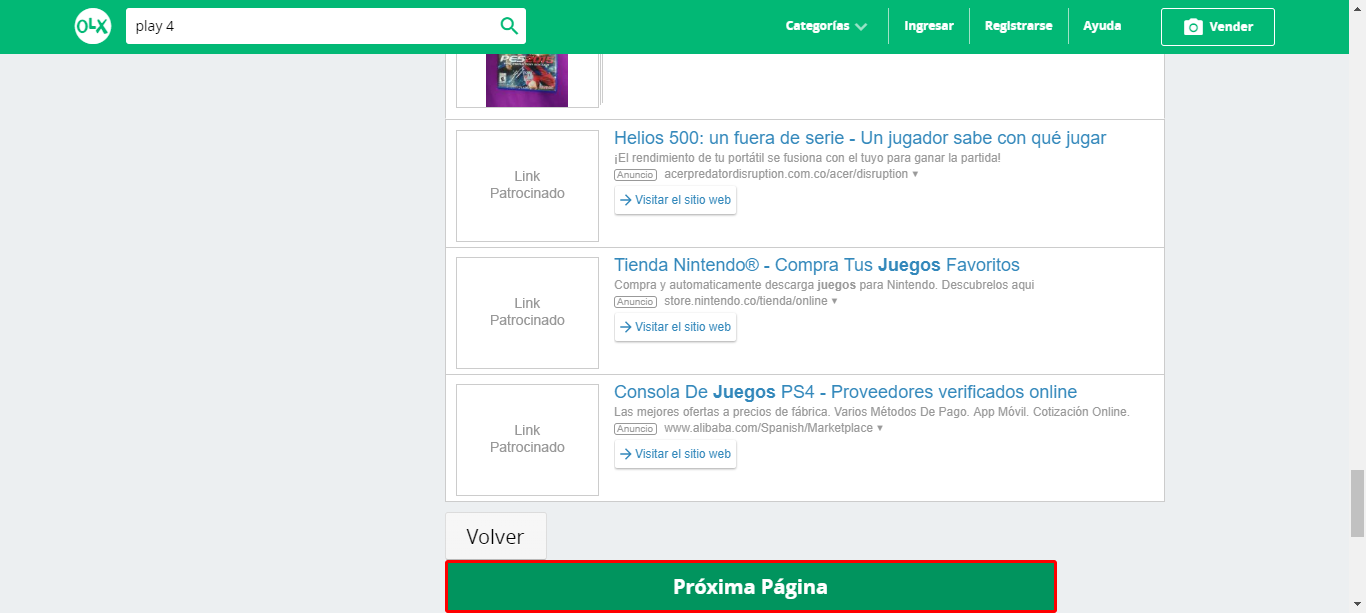 OLX play 4 Categorías Ingresar Registrarse Ayuda Vender
PES 2018
Helios 500: un fuera de serie - Un jugador sabe con qué jugar
¡El rendimiento de tu portátil se fusiona con el tuyo para ganar la partida!
Anuncio acerpredatordisruption.com.co/acer/disruption
Link
Patrocinado
Visitar el sitio web
Tienda Nintendo® - Compra Tus Juegos Favoritos
Compra y automaticamente descarga juegos para Nintendo. Descubrelos aqui
Anuncio store.nintendo.co/tienda/online
Link
Patrocinado
Visitar el sitio web
Consola De Juegos PS4 - Proveedores verificados online
Las mejores ofertas a precios de fábrica. Varios Mètodos De Pago. App Móvil. Cotización Online.
Anuncio www.alibaba.com/Spanish/Marketplace
Link
Patrocinado
Visitar el sitio web
Volver
Próxima Página